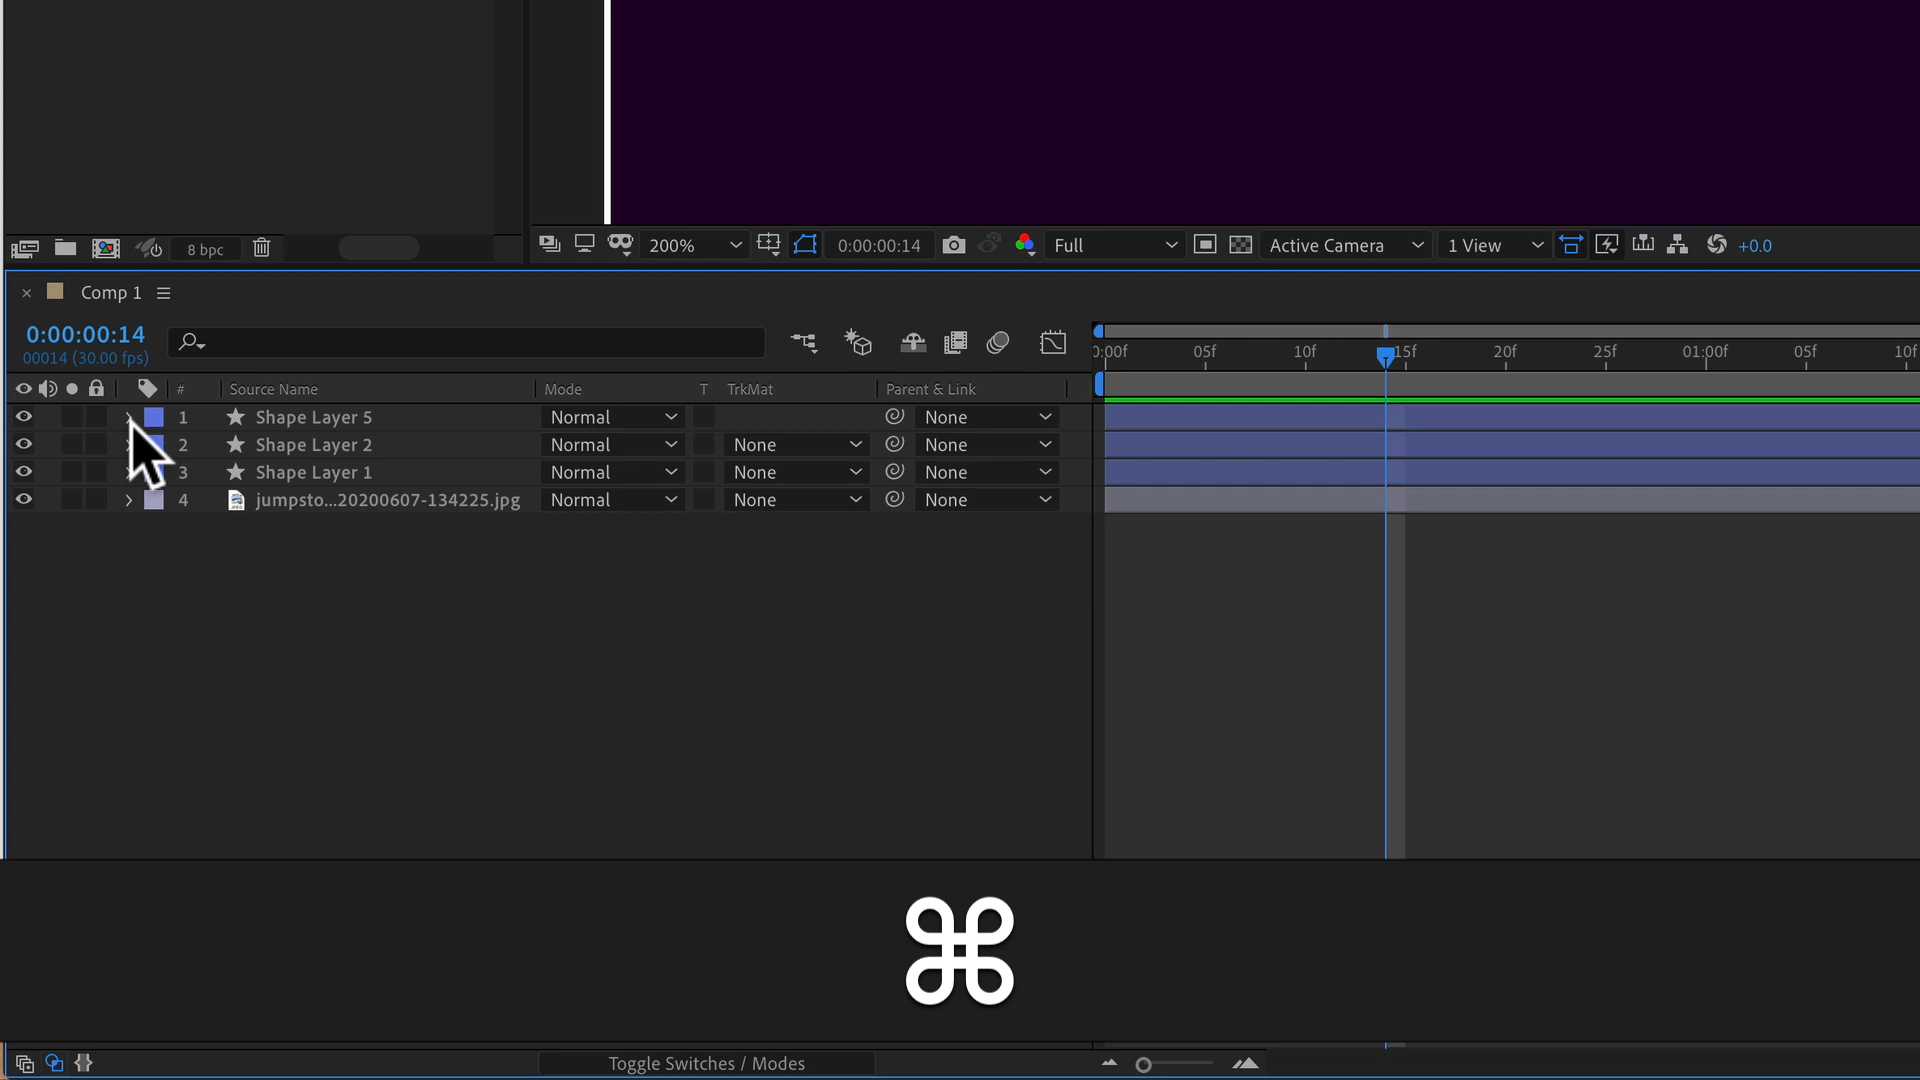 8 bpc
200% 0:00:00:14 Full Active Camera 1 View +0.0
Comp 1
0:00:00:14
00014 (30.00 fps)
0:00f 05f 10f 15f 20f 25f 01:00f 05f 10f
# Source Name Mode T TrkMat Parent & Link
1 Shape Layer 5 Normal None
2 Shape Layer 2 Normal None None
3 Shape Layer 1 Normal None None
4 jumpsto...20200607-134225.jpg Normal None None
⌘
Toggle Switches / Modes